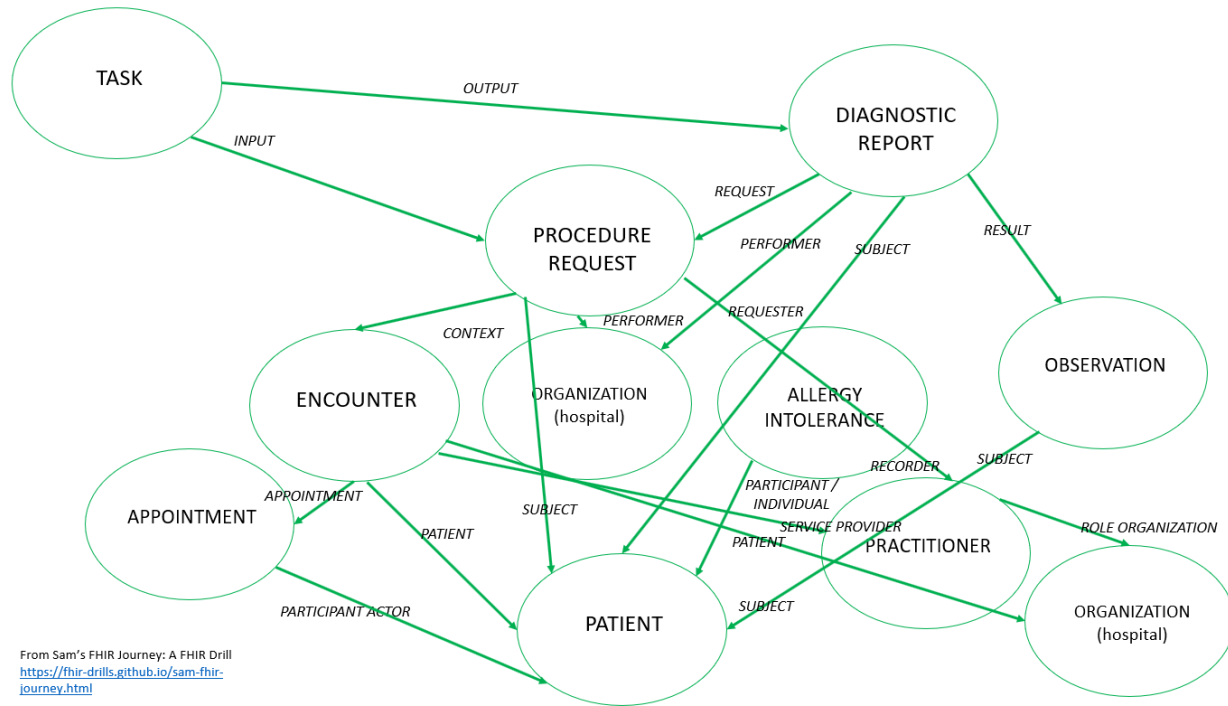 TASK
OUTPUT
DIAGNOSTIC
REPORT
INPUT
REQUEST
PROCEDURE
REQUEST
PERFORMER
SUBJECT
RESULT
REQUESTER
CONTEXT
PERFORMER
ENCOUNTER
ORGANIZATION
(hospital)
ALLERGY
INTOLERANCE
OBSERVATION
RECORDER
SUBJECT
APPOINTMENT
PARTICIPANT /
INDIVIDUAL
APPOINTMENT
SUBJECT
SERVICE PROVIDER
ROLE ORGANIZATION
PATIENT
PATIENT
PRACTITIONER
PARTICIPANT ACTOR
SUBJECT
PATIENT
ORGANIZATION
(hospital)
From Sam's FHIR Journey: A FHIR Drill
https://fhir-drills.github.io/sam-fhir-
journey.html